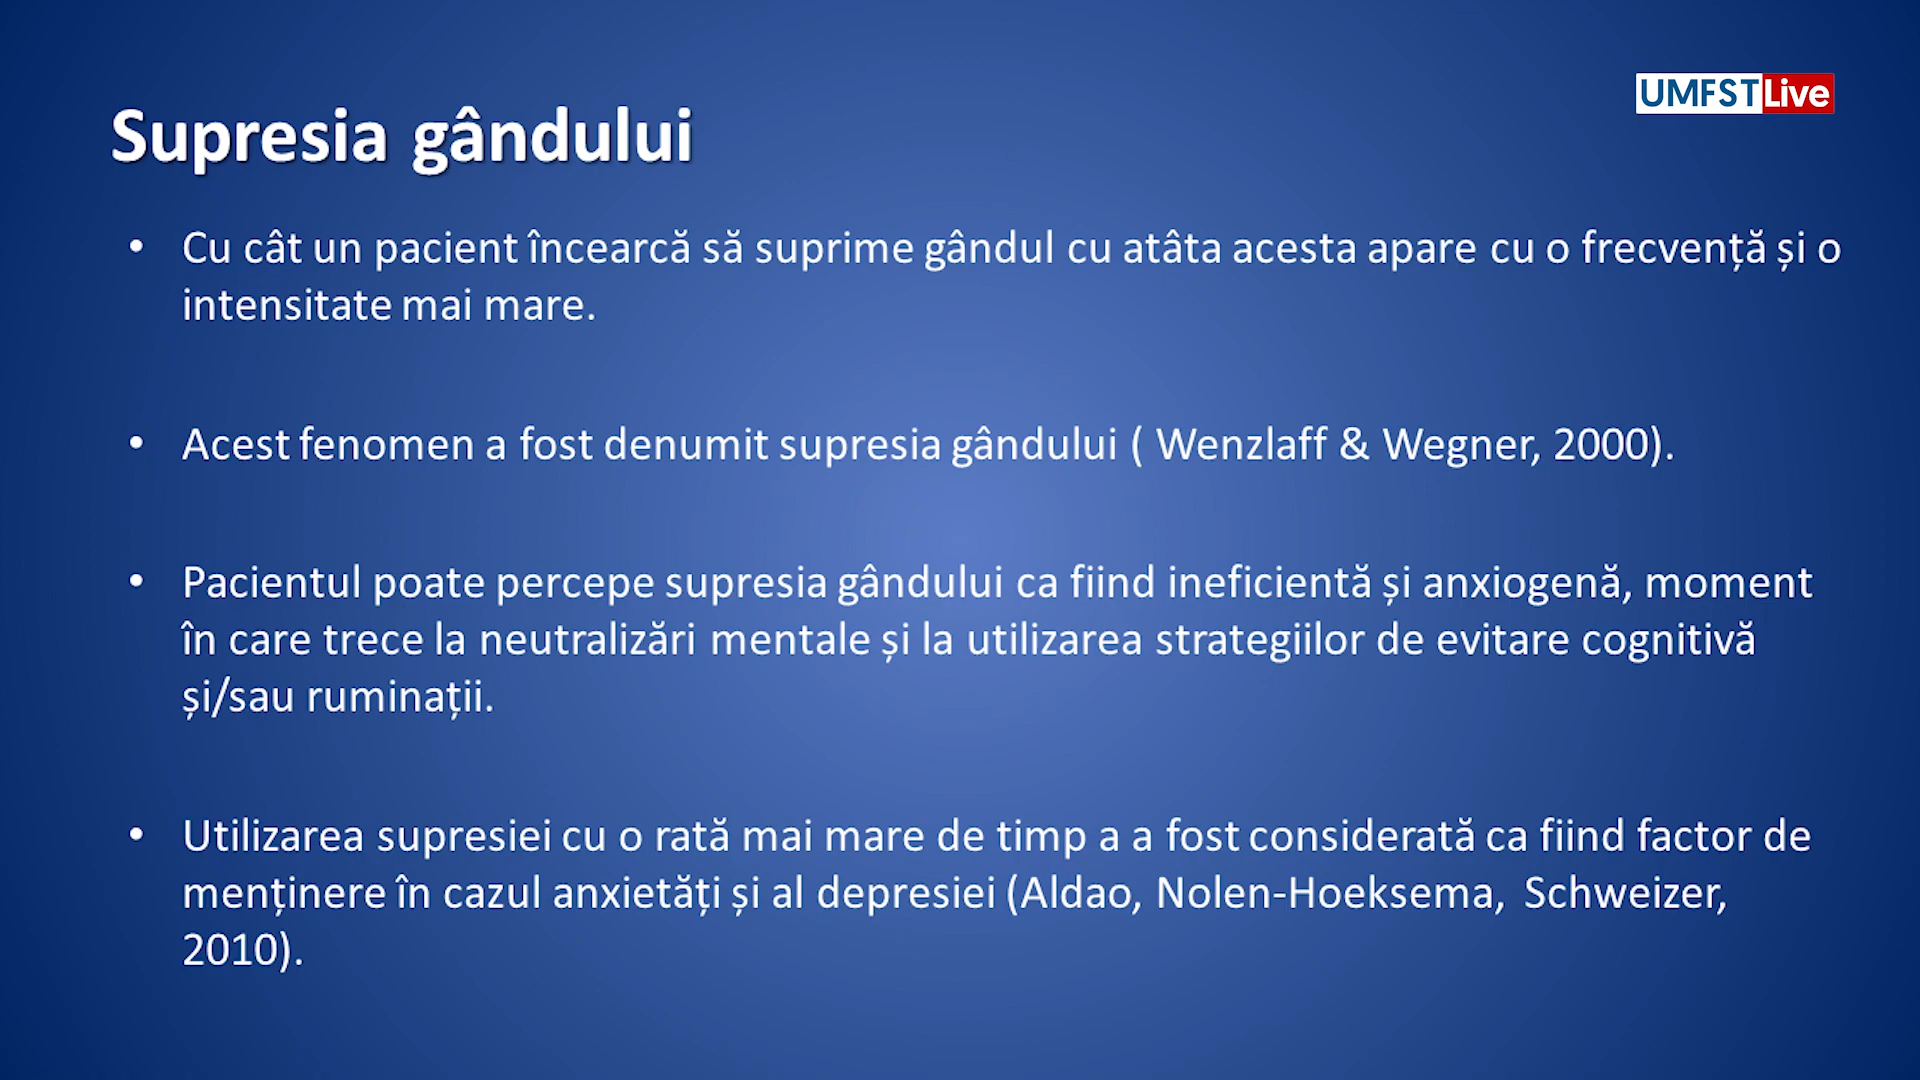 UMFST Live
Supresia gândului
• Cu cât un pacient încearcă să suprime gândul cu atâta acesta apare cu o frecvență și o
intensitate mai mare.
• Acest fenomen a fost denumit supresia gândului ( Wenzlaff & Wegner, 2000).
• Pacientul poate percepe supresia gândului ca fiind ineficientă și anxiogenă, moment
în care trece la neutralizări mentale și la utilizarea strategiilor de evitare cognitivă
și/sau ruminații.
• Utilizarea supresiei cu o rată mai mare de timp a a fost considerată ca fiind factor de
menținere în cazul anxietăți și al depresiei (Aldao, Nolen-Hoeksema, Schweizer,
2010).